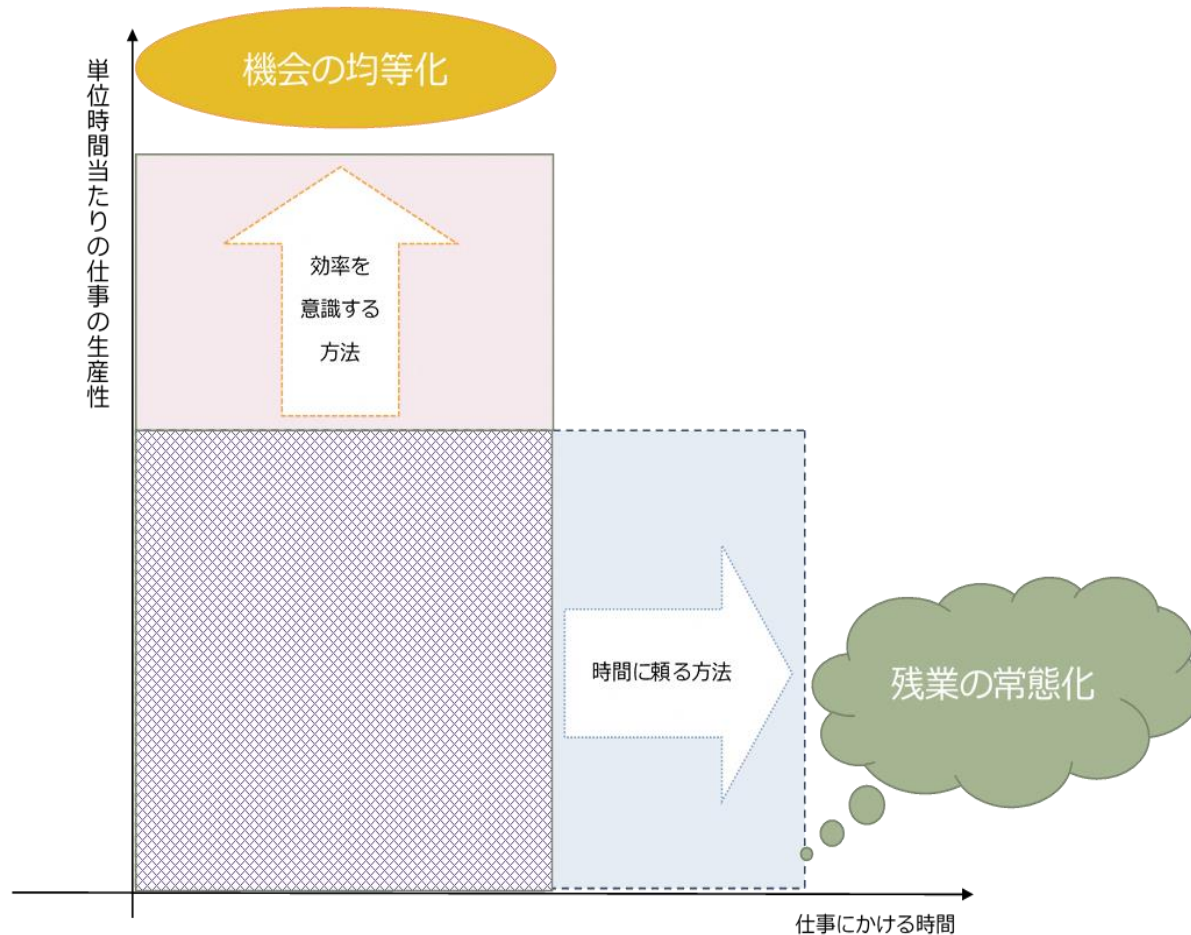 機会の均等化
単位時間当たりの仕事の生産性
効率を
意識する
方法
時間に頼る方法
残業の常態化
仕事にかける時間